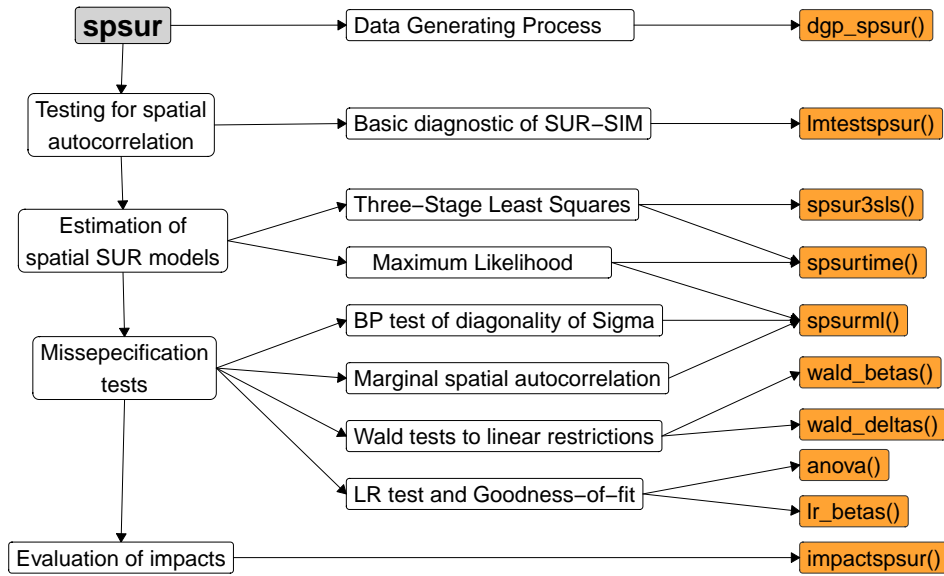 spsur
Data Generating Process
dgp_spsur()
Testing for spatial
autocorrelation
Basic diagnostic of SUR−SIM
lmtestspsur()
Estimation of
spatial SUR models
Three−Stage Least Squares
spsur3sls()
Maximum Likelihood
spsurtime()
BP test of diagonality of Sigma
spsurml()
Missepecification
tests
Marginal spatial autocorrelation
wald_betas()
Wald tests to linear restrictions
wald_deltas()
anova()
LR test and Goodness−of−fit
lr_betas()
Evaluation of impacts
impactspsur()